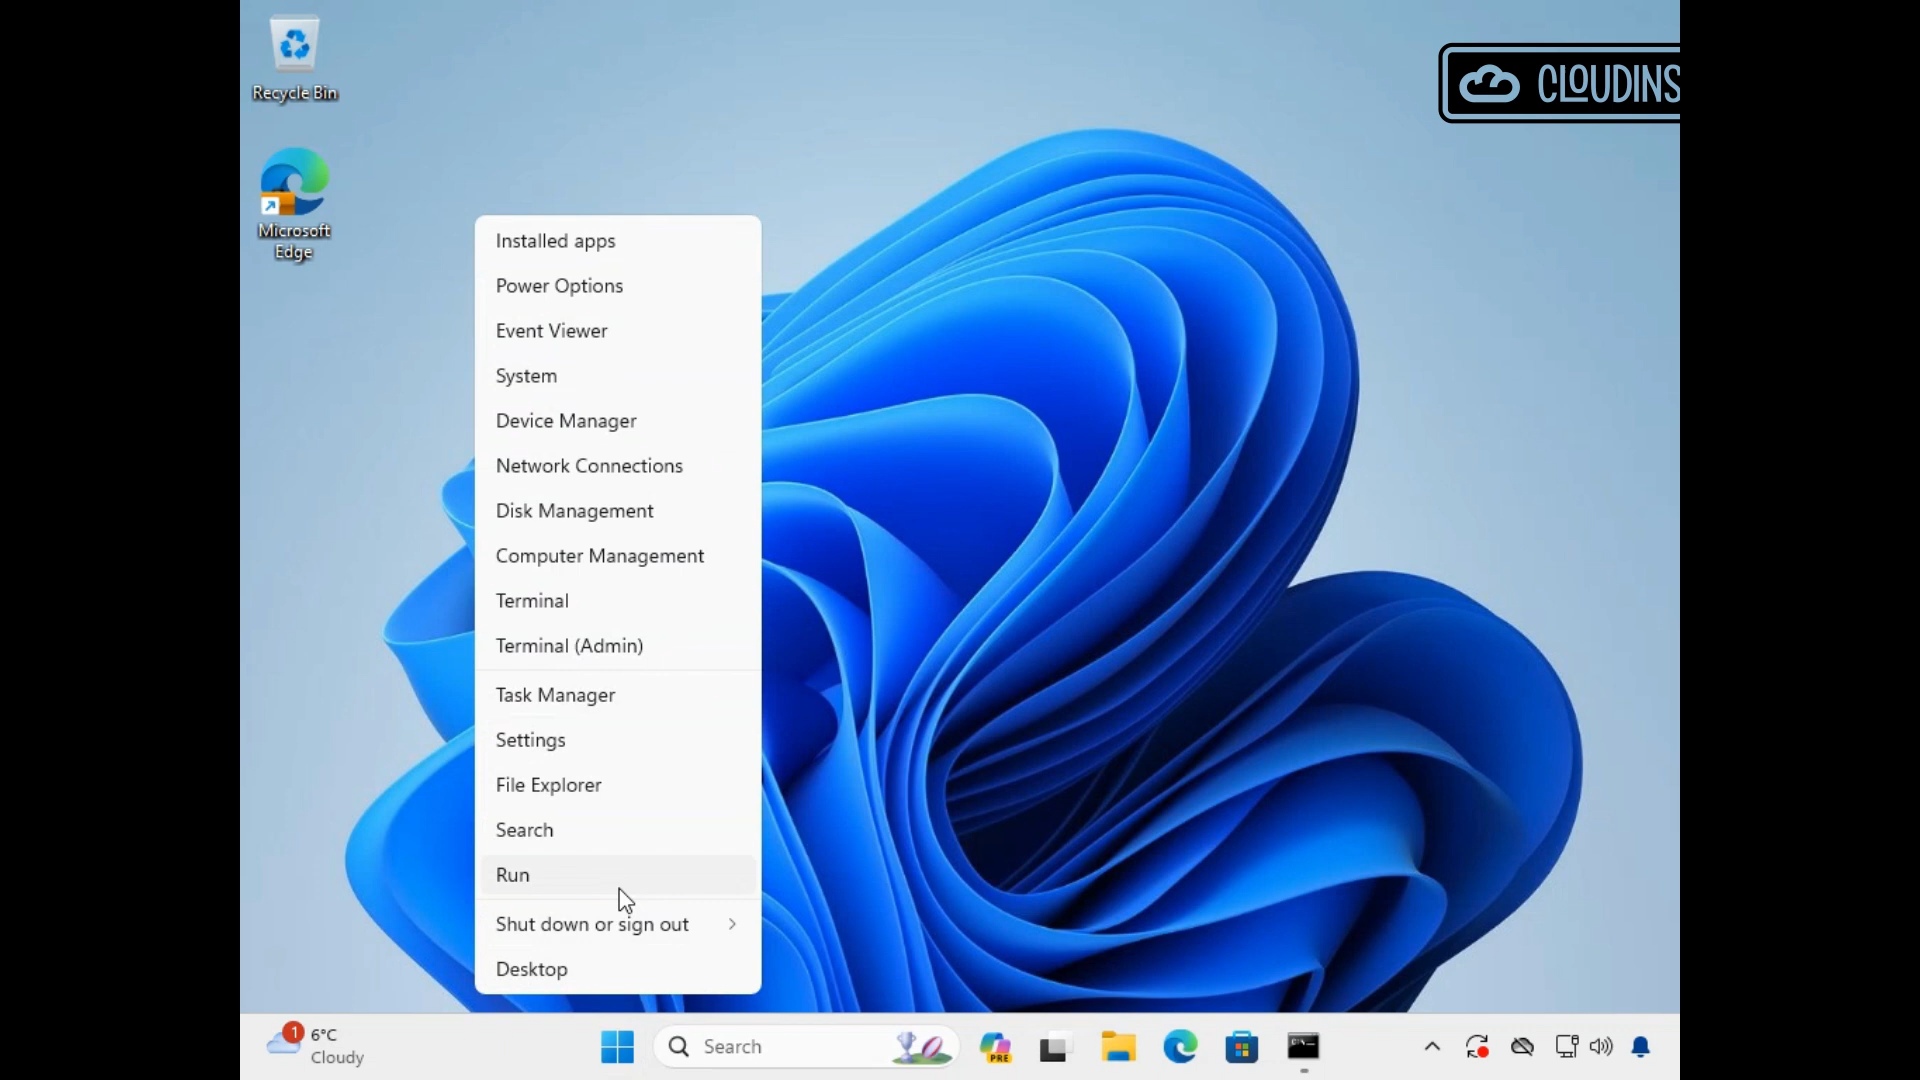 Recycle Bin
Microsoft
Edge
CLOUDINS
Installed apps
Power Options
Event Viewer
System
Device Manager
Network Connections
Disk Management
Computer Management
Terminal
Terminal (Admin)
Task Manager
Settings
File Explorer
Search
Run
Shut down or sign out
Desktop
1
6°C
Cloudy
Search
PRE